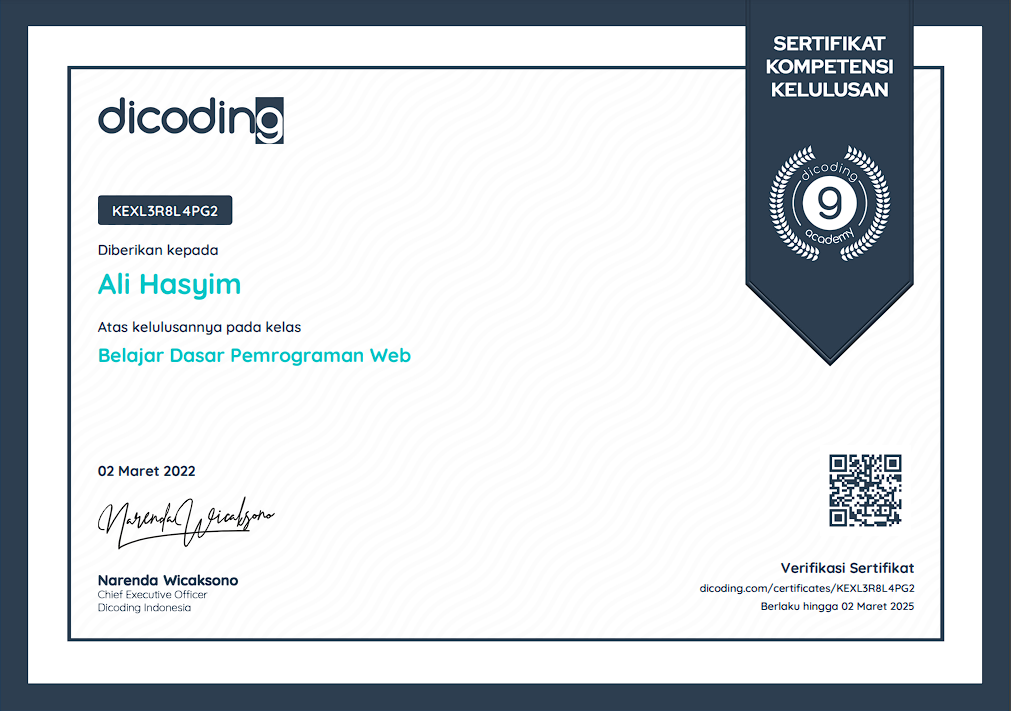 SERTIFIKAT
KOMPETENSI
KELULUSAN
dicoding
dicoding
9
academy
KEXL3R8L4PG2
Diberikan kepada
Ali Hasyim
Atas kelulusannya pada kelas
Belajar Dasar Pemrograman Web
02 Maret 2022
Narenda Wicaksono
Narenda Wicaksono
Chief Executive Officer
Dicoding Indonesia
Verifikasi Sertifikat
dicoding.com/certificates/KEXL3R8L4PG2
Berlaku hingga 02 Maret 2025